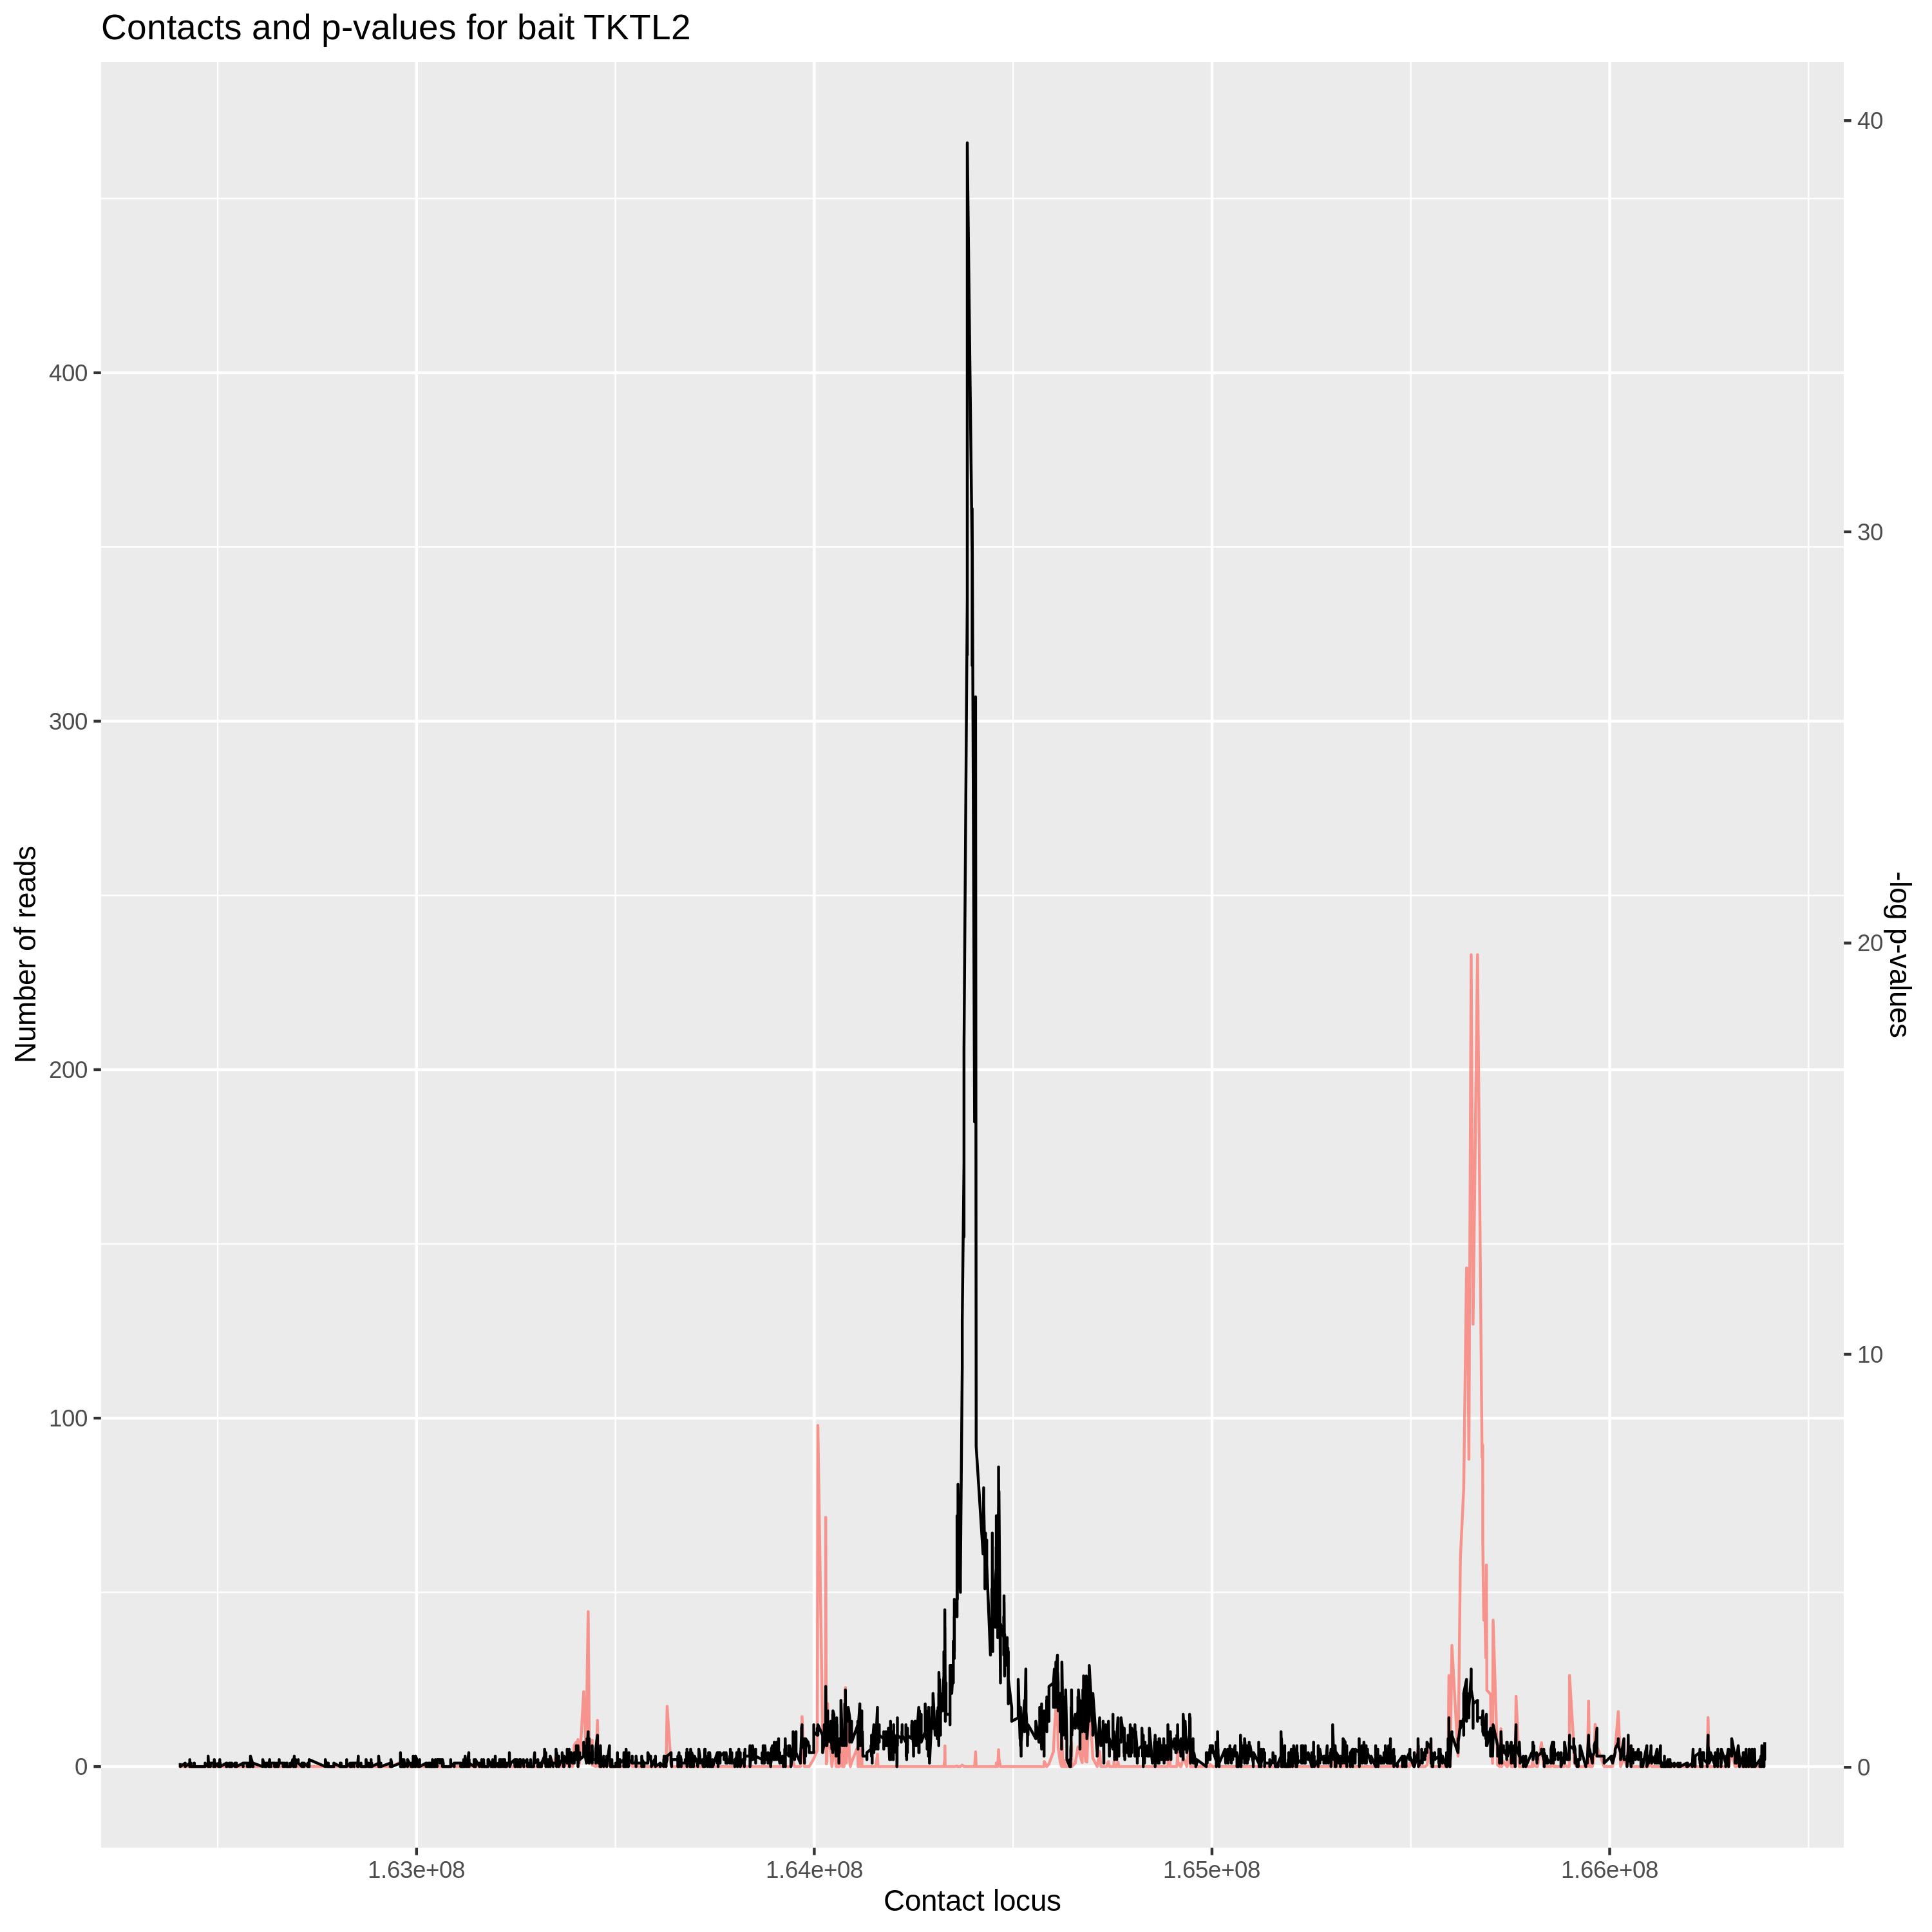 Contacts and p-values for bait TKTL2
Number of reads
400
300
200
100
0
40
30
20
10
0
-log p-values
1.63e+08
1.64e+08
1.65e+08
1.66e+08
Contact locus